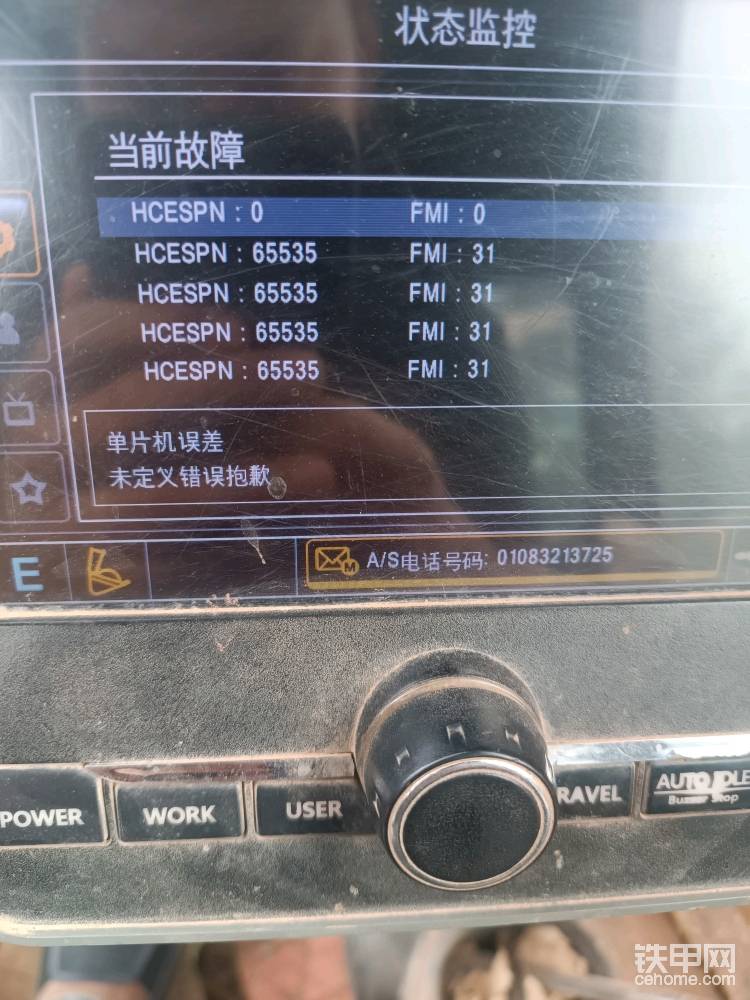 状态监控
当前故障
HCESPN : 0 FMI : 0
HCESPN : 65535 FMI : 31
HCESPN : 65535 FMI : 31
HCESPN : 65535 FMI : 31
HCESPN : 65535 FMI : 31
单片机误差
未定义错误抱歉
E
M
A/S电话号码: 01083213725
POWER
WORK
USER
RAVEL
AUTO IDLE
Buzzer Stop
铁甲网
cehome.com